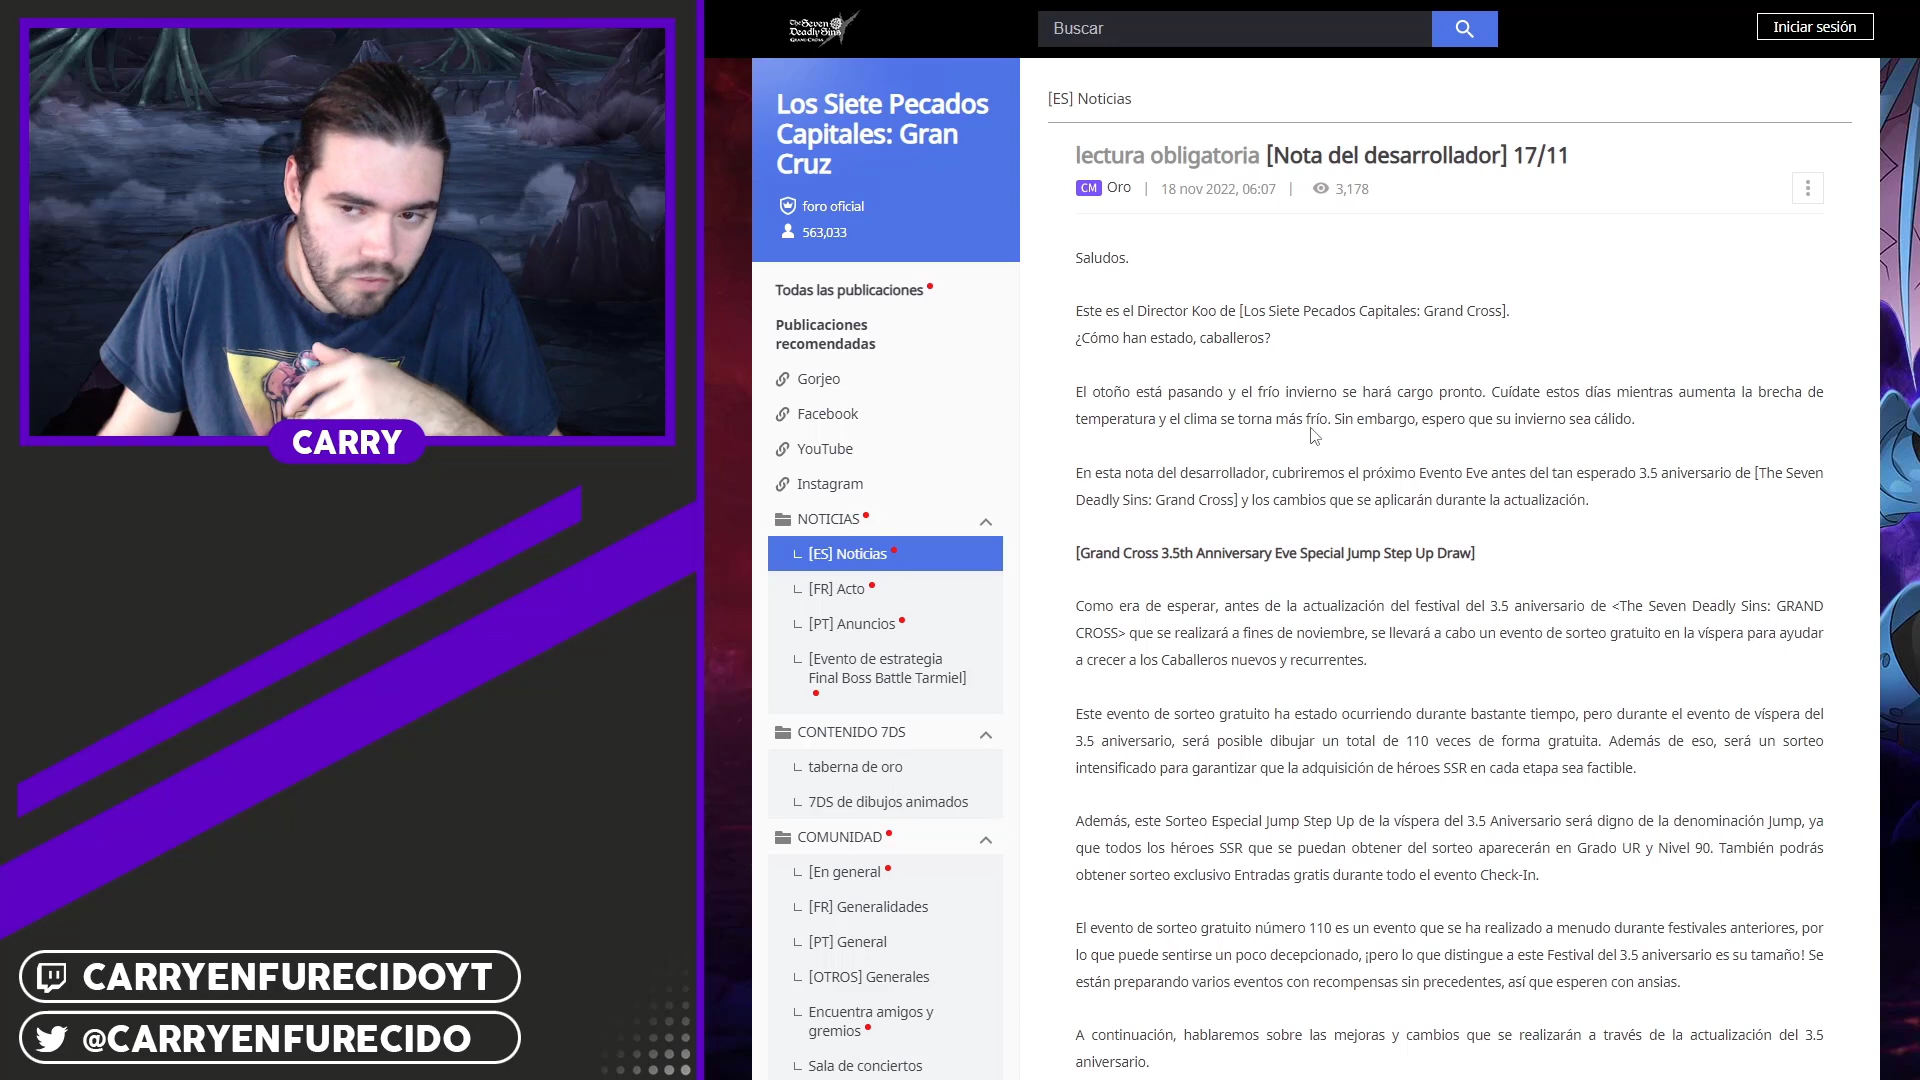 CARRY
CARRYENFURECIDOYT
@CARRYENFURECIDO
The Seven
Deadly Sins
GRAND CROSS
Buscar
Iniciar sesión
Los Siete Pecados
Capitales: Gran
Cruz
foro oficial
563,033
Todas las publicaciones
Publicaciones
recomendadas
Gorjeo
Facebook
YouTube
Instagram
NOTICIAS
[ES] Noticias
[FR] Acto
[PT] Anuncios
[Evento de estrategia
Final Boss Battle Tarmiel]
CONTENIDO 7DS
taberna de oro
7DS de dibujos animados
COMUNIDAD
[En general
[FR] Generalidades
[PT] General
[OTROS] Generales
Encuentra amigos y
gremios
Sala de conciertos
[ES] Noticias
lectura obligatoria [Nota del desarrollador] 17/11
CM Oro | 18 nov 2022, 06:07 | 3,178
Saludos.
Este es el Director Koo de [Los Siete Pecados Capitales: Grand Cross].
¿Cómo han estado, caballeros?
El otoño está pasando y el frío invierno se hará cargo pronto. Cuídate estos días mientras aumenta la brecha de
temperatura y el clima se torna más frío. Sin embargo, espero que su invierno sea cálido.
En esta nota del desarrollador, cubriremos el próximo Evento Eve antes del tan esperado 3.5 aniversario de [The Seven
Deadly Sins: Grand Cross] y los cambios que se aplicarán durante la actualización.
[Grand Cross 3.5th Anniversary Eve Special Jump Step Up Draw]
Como era de esperar, antes de la actualización del festival del 3.5 aniversario de <The Seven Deadly Sins: GRAND
CROSS> que se realizará a fines de noviembre, se llevará a cabo un evento de sorteo gratuito en la víspera para ayudar
a crecer a los Caballeros nuevos y recurrentes.
Este evento de sorteo gratuito ha estado ocurriendo durante bastante tiempo, pero durante el evento de víspera del
3.5 aniversario, será posible dibujar un total de 110 veces de forma gratuita. Además de eso, será un sorteo
intensificado para garantizar que la adquisición de héroes SSR en cada etapa sea factible.
Además, este Sorteo Especial Jump Step Up de la víspera del 3.5 Aniversario será digno de la denominación Jump, ya
que todos los héroes SSR que se puedan obtener del sorteo aparecerán en Grado UR y Nivel 90. También podrás
obtener sorteo exclusivo Entradas gratis durante todo el evento Check-In.
El evento de sorteo gratuito número 110 es un evento que se ha realizado a menudo durante festivales anteriores, por
lo que puede sentirse un poco decepcionado, ¡pero lo que distingue a este Festival del 3.5 aniversario es su tamaño! Se
están preparando varios eventos con recompensas sin precedentes, así que esperen con ansias.
A continuación, hablaremos sobre las mejoras y cambios que se realizarán a través de la actualización del 3.5
aniversario.